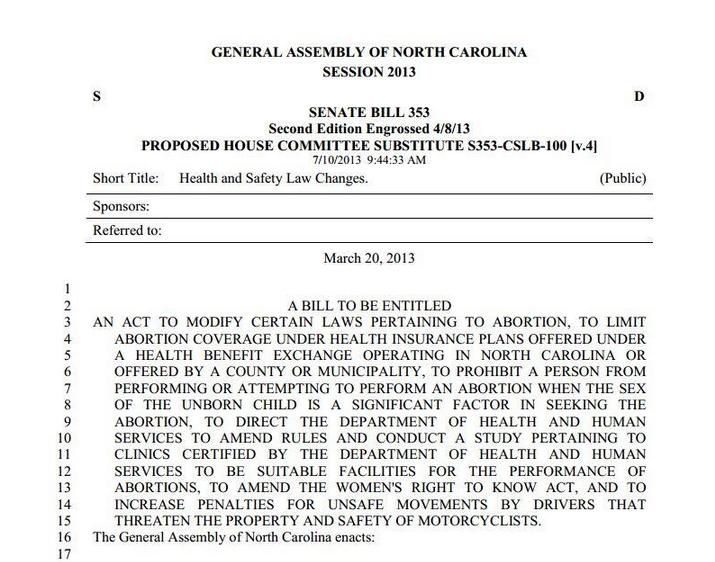 GENERAL ASSEMBLY OF NORTH CAROLINA
SESSION 2013
S D
SENATE BILL 353
Second Edition Engrossed 4/8/13
PROPOSED HOUSE COMMITTEE SUBSTITUTE S353-CSLB-100 [v.4]
7/10/2013 9:44:33 AM
Short Title: Health and Safety Law Changes. (Public)
Sponsors:
Referred to:
March 20, 2013
1
2 A BILL TO BE ENTITLED
3 AN ACT TO MODIFY CERTAIN LAWS PERTAINING TO ABORTION, TO LIMIT
4 ABORTION COVERAGE UNDER HEALTH INSURANCE PLANS OFFERED UNDER
5 A HEALTH BENEFIT EXCHANGE OPERATING IN NORTH CAROLINA OR
6 OFFERED BY A COUNTY OR MUNICIPALITY, TO PROHIBIT A PERSON FROM
7 PERFORMING OR ATTEMPTING TO PERFORM AN ABORTION WHEN THE SEX
8 OF THE UNBORN CHILD IS A SIGNIFICANT FACTOR IN SEEKING THE
9 ABORTION, TO DIRECT THE DEPARTMENT OF HEALTH AND HUMAN
10 SERVICES TO AMEND RULES AND CONDUCT A STUDY PERTAINING TO
11 CLINICS CERTIFIED BY THE DEPARTMENT OF HEALTH AND HUMAN
12 SERVICES TO BE SUITABLE FACILITIES FOR THE PERFORMANCE OF
13 ABORTIONS, TO AMEND THE WOMEN'S RIGHT TO KNOW ACT, AND TO
14 INCREASE PENALTIES FOR UNSAFE MOVEMENTS BY DRIVERS THAT
15 THREATEN THE PROPERTY AND SAFETY OF MOTORCYCLISTS.
16 The General Assembly of North Carolina enacts:
17